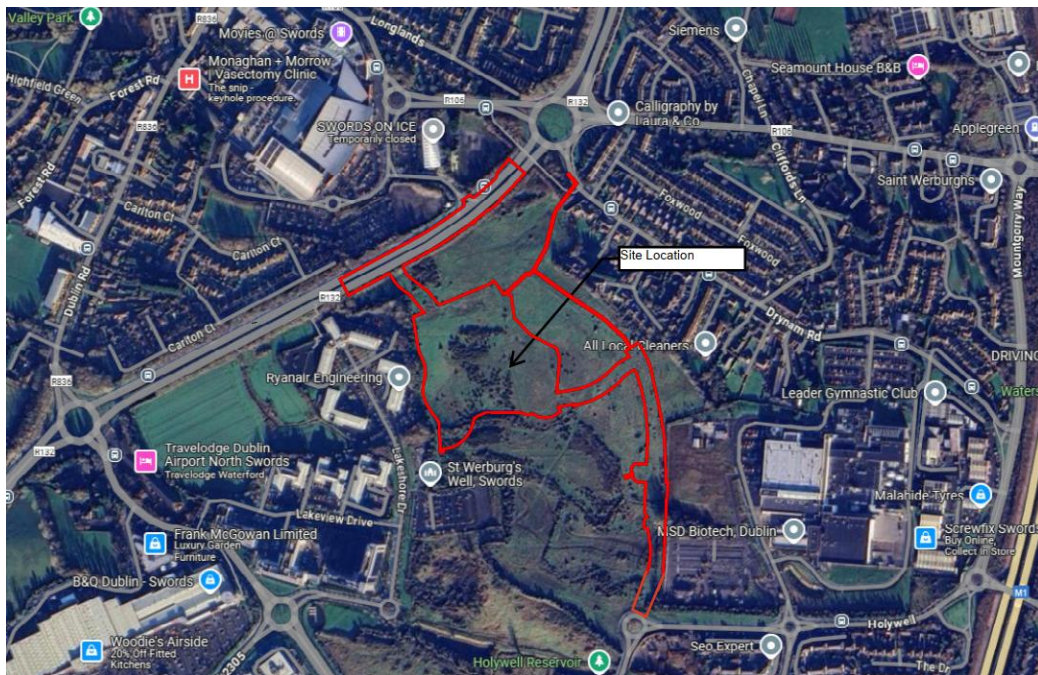 Valley Park
R836
Movies @ Swords
Longlands
Siemens
Monaghan + Morrow
| Vasectomy Clinic
The snip -
keyhole procedure.
Highfield Green
Forest Rd
R836
Seamount House B&B
R106
R132
Calligraphy by
Laura & Co
Chapel Ln
R106
Applegreen
SWORDS ON ICE
Temporarily closed
Forest Rd
Cliffords Ln
Saint Werburghs
Carlton Ct
Foxwood
Mountgorry Way
Carlton Ct
Site Location
Foxwood
Dublin Rd
R132
Carlton Ct
Drynam Rd
All Local Cleaners
DRIVING
R836
Ryanair Engineering
Leader Gymnastic Club
Waters
R132
Travelodge Dublin
Airport North Swords
Travelodge Waterford
St Werburg's
Well, Swords
Lakeshore Dr
Malahide Tyres
Lakeview Drive
Frank McGowan Limited
Luxury Garden
Furniture
MSD Biotech, Dublin
Screwfix Swords
Buy Online,
Collect In Store
B&Q Dublin - Swords
M1
Woodie's Airside
20% Off Fitted
Kitchens
L2305
Holywell
Seo Expert
Holywell Reservoir
The Dr